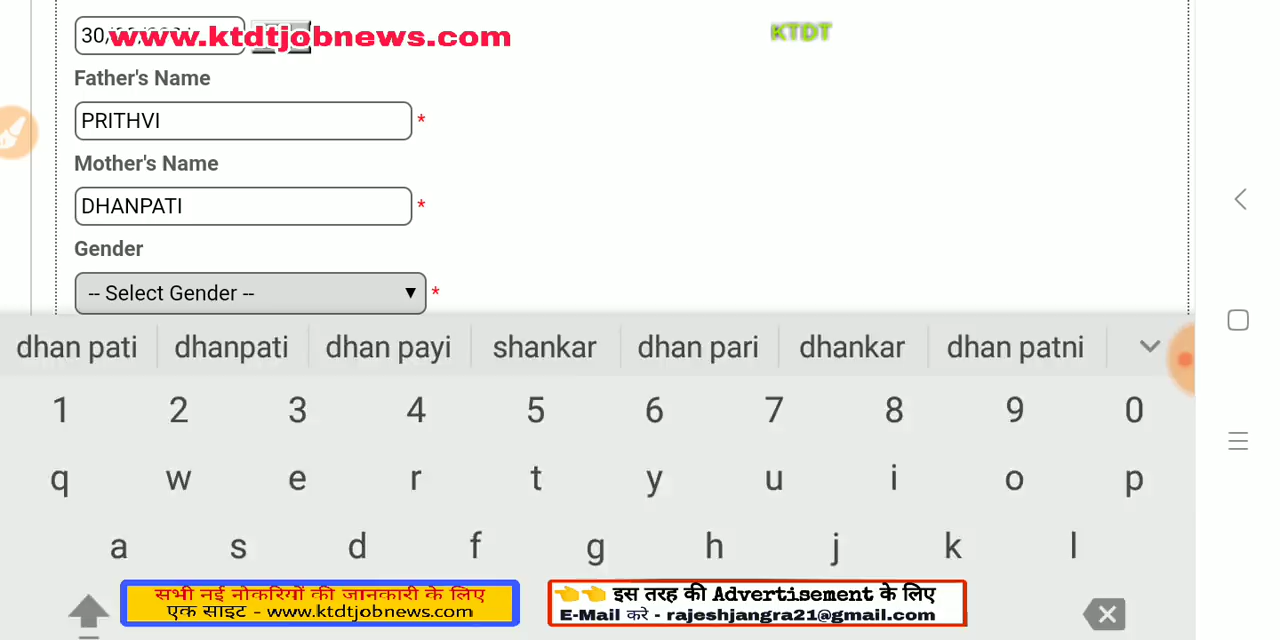 30,
www.ktdtjobnews.com
KTDT
Father's Name
PRITHVI *
Mother's Name
DHANPATI *
Gender
-- Select Gender -- *
dhan pati dhanpati dhan payi shankar dhan pari dhankar dhan patni
1 2 3 4 5 6 7 8 9 0
q w e r t y u i o p
a s d f g h j k l
सभी नई नोकरियों की जानकारी के लिए
एक साइट - www.ktdtjobnews.com
👈👈 इस तरह की Advertisement के लिए
E-Mail करे - rajeshjangra21@gmail.com